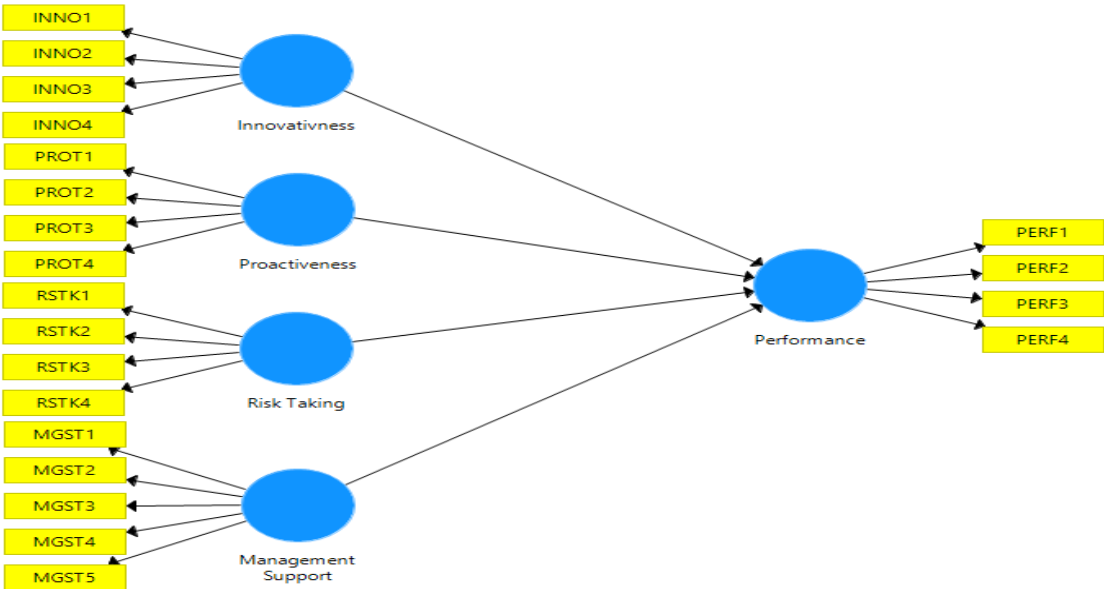 INNO1
INNO2
INNO3
INNO4
Innovativness
PROT1
PROT2
PROT3
PROT4
Proactiveness
RSTK1
RSTK2
RSTK3
RSTK4
Risk Taking
MGST1
MGST2
MGST3
MGST4
MGST5
Management
Support
Performance
PERF1
PERF2
PERF3
PERF4